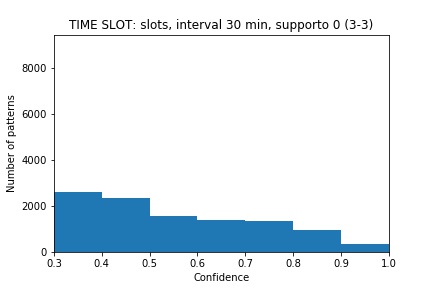 TIME SLOT: slots, interval 30 min, supporto 0 (3-3)
8000
6000
4000
2000
0
Number of patterns
0.3 0.4 0.5 0.6 0.7 0.8 0.9 1.0
Confidence